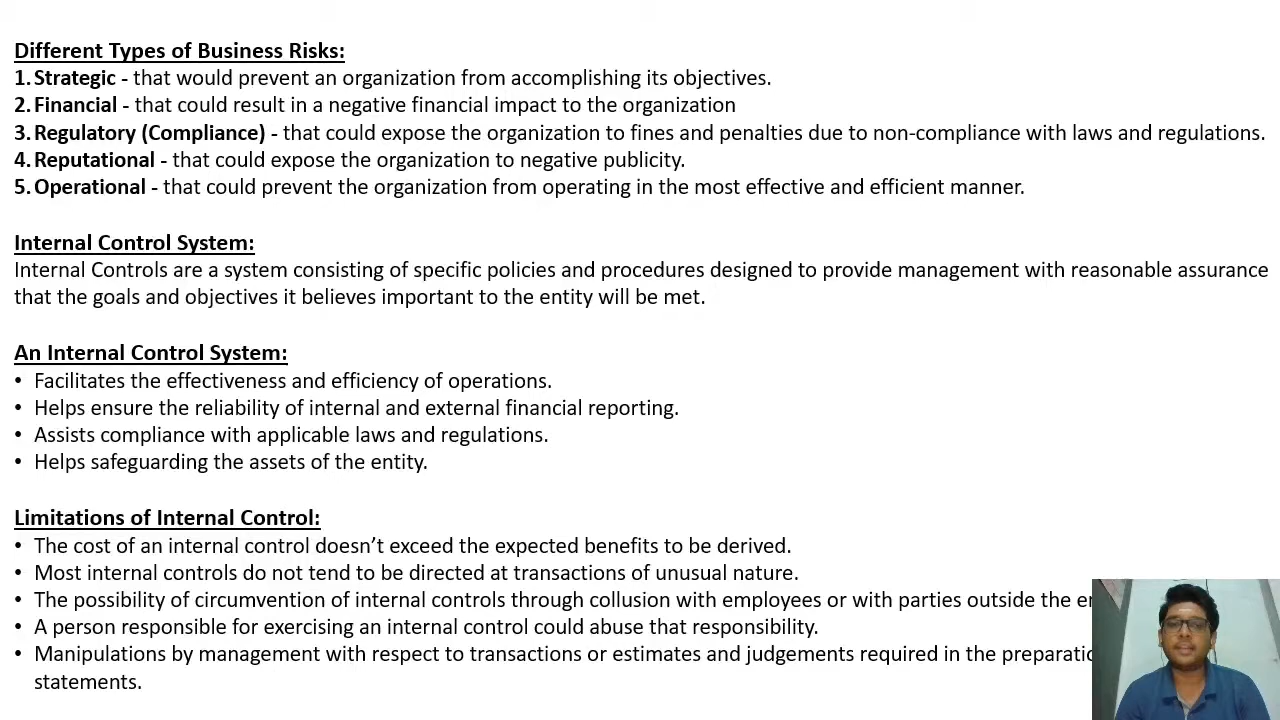 Different Types of Business Risks:
1. Strategic - that would prevent an organization from accomplishing its objectives.
2. Financial - that could result in a negative financial impact to the organization
3. Regulatory (Compliance) - that could expose the organization to fines and penalties due to non-compliance with laws and regulations.
4. Reputational - that could expose the organization to negative publicity.
5. Operational - that could prevent the organization from operating in the most effective and efficient manner.
Internal Control System:
Internal Controls are a system consisting of specific policies and procedures designed to provide management with reasonable assurance
that the goals and objectives it believes important to the entity will be met.
An Internal Control System:
• Facilitates the effectiveness and efficiency of operations.
• Helps ensure the reliability of internal and external financial reporting.
• Assists compliance with applicable laws and regulations.
• Helps safeguarding the assets of the entity.
Limitations of Internal Control:
• The cost of an internal control doesn’t exceed the expected benefits to be derived.
• Most internal controls do not tend to be directed at transactions of unusual nature.
• The possibility of circumvention of internal controls through collusion with employees or with parties outside the
• A person responsible for exercising an internal control could abuse that responsibility.
• Manipulations by management with respect to transactions or estimates and judgements required in the
statements.